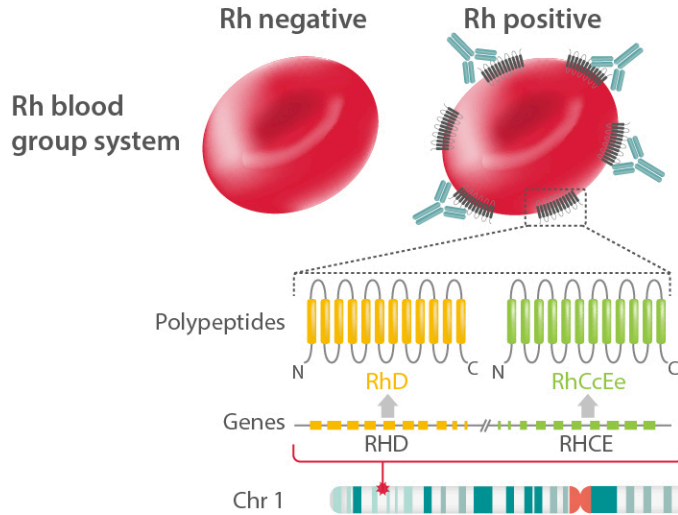 Rh negative
Rh positive
Rh blood
group system
Polypeptides
N
C
N
C
RhD
RhCcEe
Genes
RHD
RHCE
Chr 1